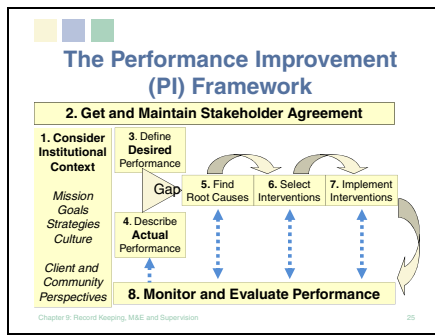 The Performance Improvement
(PI) Framework
2. Get and Maintain Stakeholder Agreement
1. Consider
Institutional
Context
Mission
Goals
Strategies
Culture
Client and
Community
Perspectives
3. Define
Desired
Performance
Gap
4. Describe
Actual
Performance
5. Find
Root Causes
6. Select
Interventions
7. Implement
Interventions
8. Monitor and Evaluate Performance
Chapter 9: Record Keeping, M&E and Supervision
25